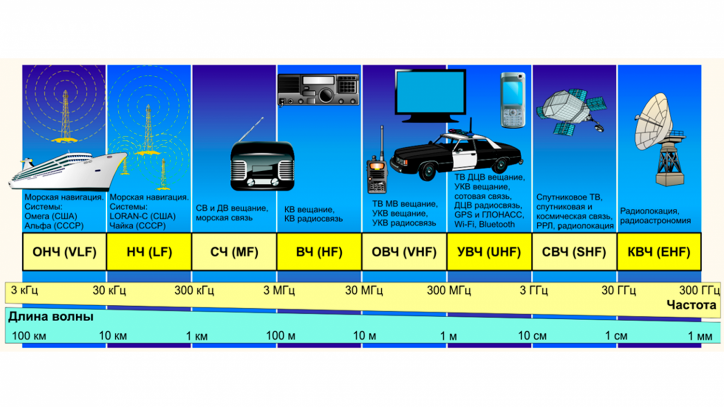 Морская навигация.
Системы:
Омега (США)
Альфа (СССР)
Морская навигация.
Системы:
LORAN-C (США)
Чайка (СССР)
СВ и ДВ вещание,
морская связь
КВ вещание,
КВ радиосвязь
ТВ МВ вещание,
УКВ вещание,
УКВ радиосвязь
ТВ ДЦВ вещание,
УКВ вещание,
сотовая связь,
ДЦВ радиосвязь,
GPS и ГЛОНАСС,
Wi-Fi, Bluetooth
Спутниковое ТВ,
спутниковая и
космическая связь,
РРЛ, радиолокация
Радиолокация,
радиоастрономия
ОНЧ (VLF) НЧ (LF) СЧ (MF) ВЧ (HF) ОВЧ (VHF) УВЧ (UHF) СВЧ (SHF) КВЧ (EHF)
3 кГц 30 кГц 300 кГц 3 МГц 30 МГц 300 МГц 3 ГГц 30 ГГц 300 ГГц
Частота
Длина волны
100 км 10 км 1 км 100 м 10 м 1 м 10 см 1 см 1 мм